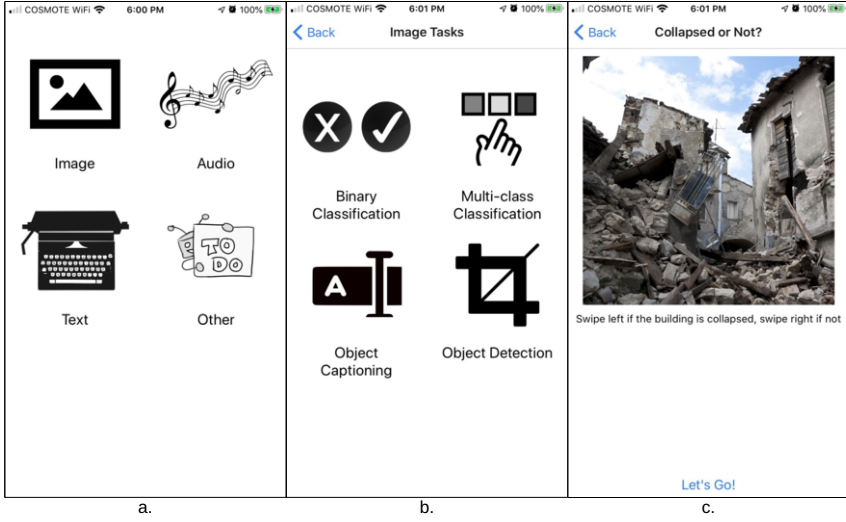 COSMOTE WiFi 6:00 PM 100%
Image
Audio
TO
DO
Text
Other
a.
COSMOTE WiFi 6:01 PM 100%
Back
Image Tasks
X
Binary
Classification
Multi-class
Classification
A
Object
Captioning
Object Detection
b.
COSMOTE WiFi 6:01 PM 100%
Back
Collapsed or Not?
Swipe left if the building is collapsed, swipe right if not
Let's Go!
c.